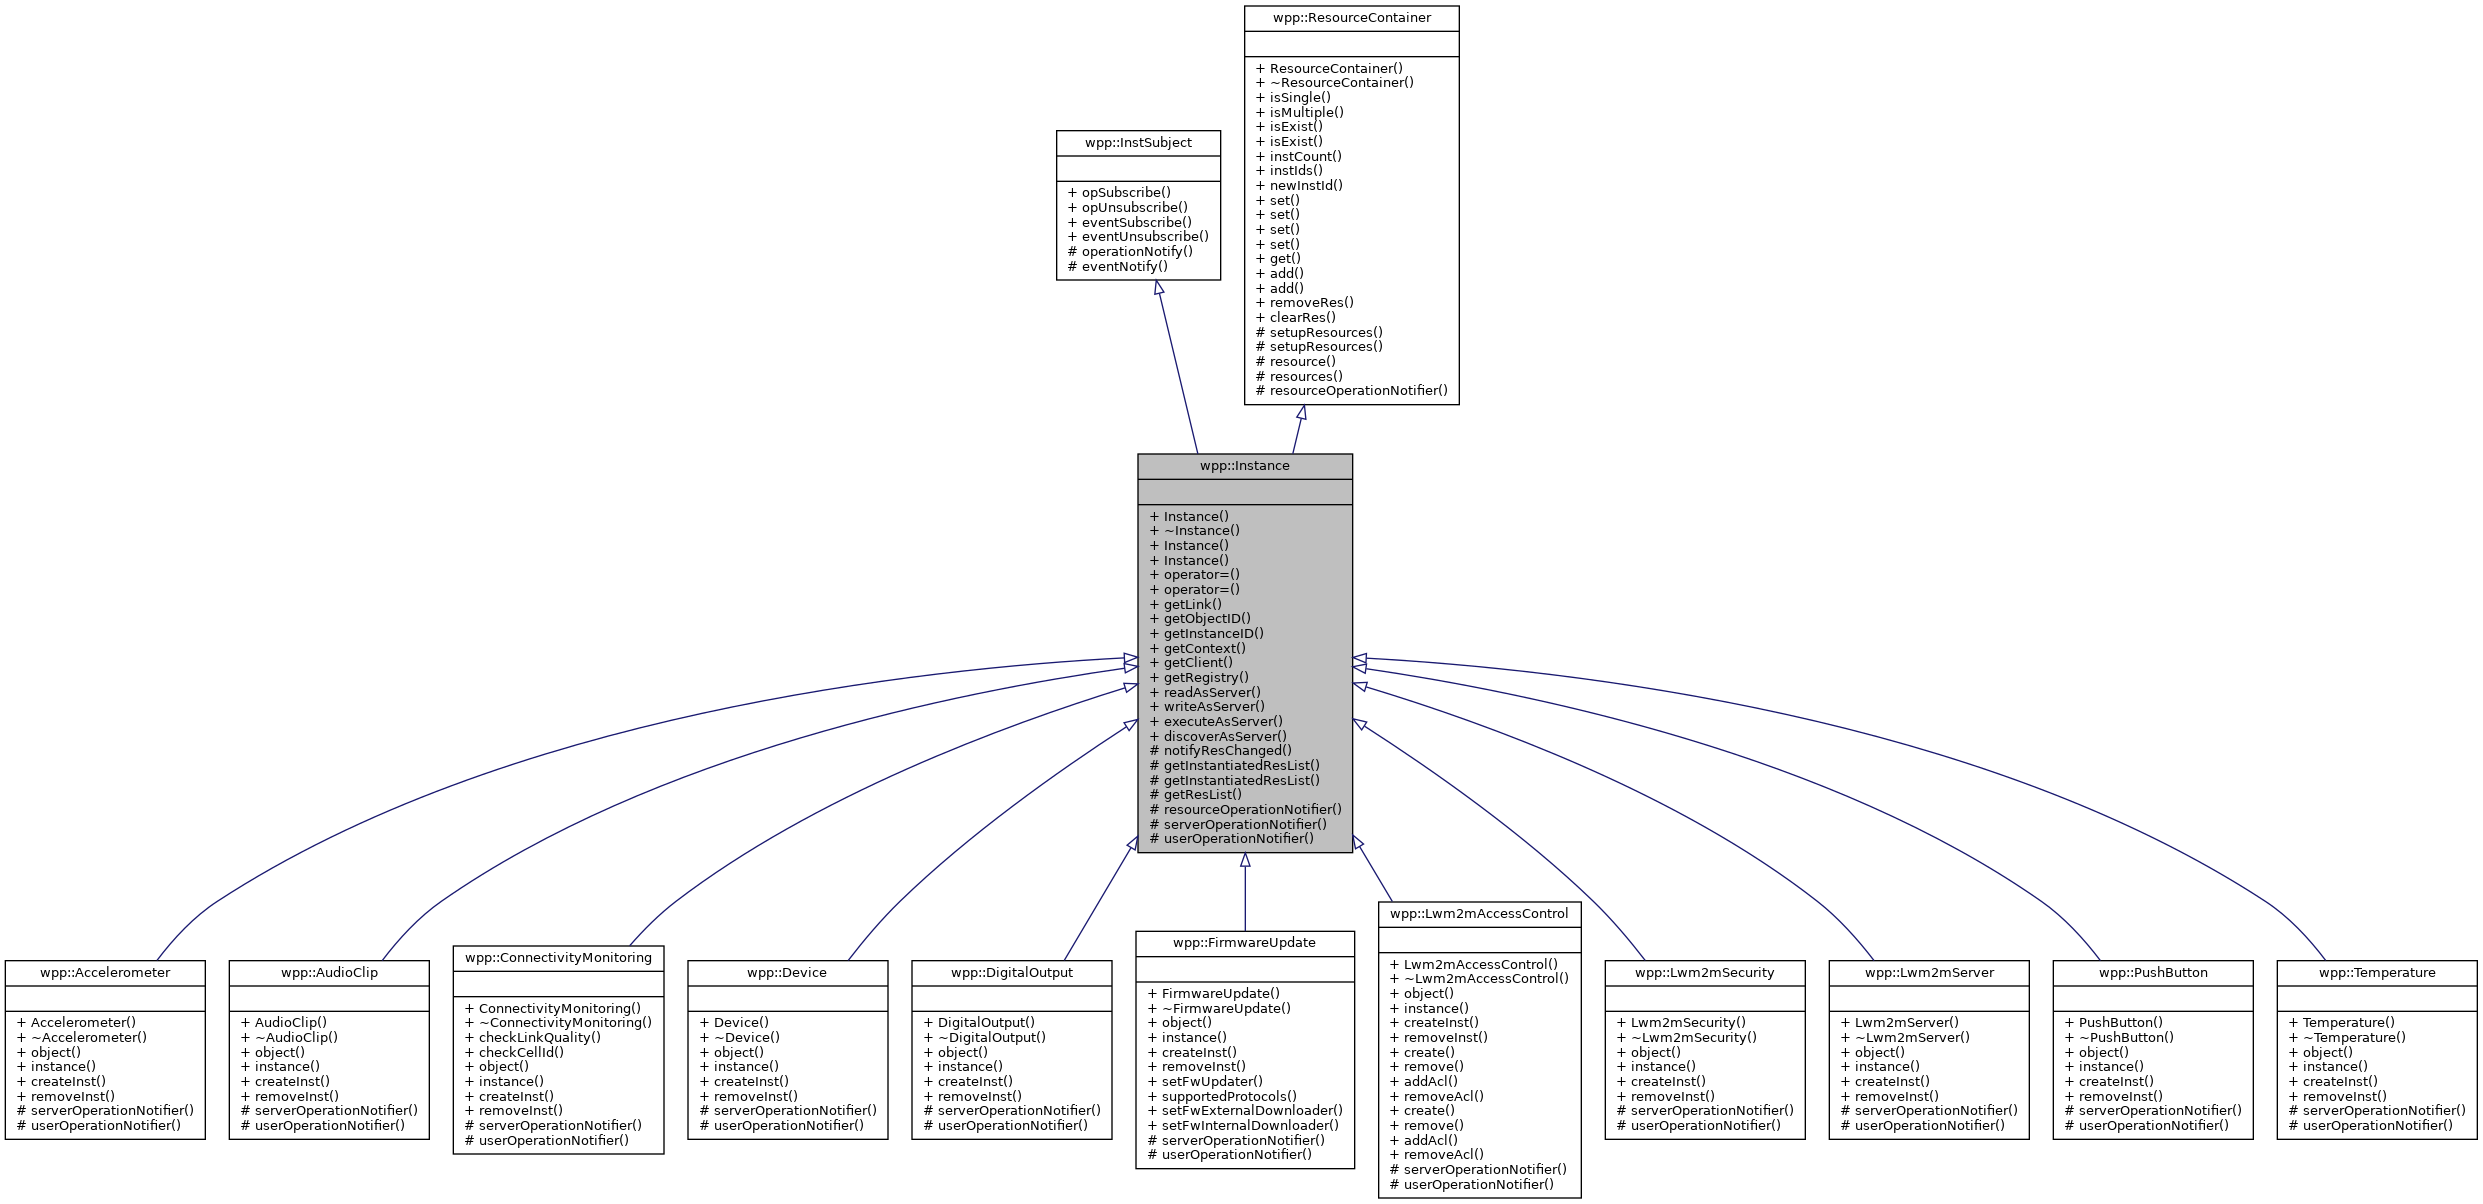 wpp::ResourceContainer
+ ResourceContainer()
+ ~ResourceContainer()
+ isSingle()
+ isMultiple()
+ isExist()
+ isExist()
+ instCount()
+ instIds()
+ newInstId()
+ set()
+ set()
+ set()
+ set()
+ get()
+ add()
+ add()
+ removeRes()
+ clearRes()
# setupResources()
# setupResources()
# resource()
# resources()
# resourceOperationNotifier()
wpp::InstSubject
+ opSubscribe()
+ opUnsubscribe()
+ eventSubscribe()
+ eventUnsubscribe()
# operationNotify()
# eventNotify()
wpp::Instance
+ Instance()
+ ~Instance()
+ Instance()
+ Instance()
+ operator=()
+ operator=()
+ getLink()
+ getObjectID()
+ getInstanceID()
+ getContext()
+ getClient()
+ getRegistry()
+ readAsServer()
+ writeAsServer()
+ executeAsServer()
+ discoverAsServer()
# notifyResChanged()
# getInstantiatedResList()
# getInstantiatedResList()
# getResList()
# resourceOperationNotifier()
# serverOperationNotifier()
# userOperationNotifier()
wpp::Accelerometer
+ Accelerometer()
+ ~Accelerometer()
+ object()
+ instance()
+ createInst()
+ removeInst()
# serverOperationNotifier()
# userOperationNotifier()
wpp::AudioClip
+ AudioClip()
+ ~AudioClip()
+ object()
+ instance()
+ createInst()
+ removeInst()
# serverOperationNotifier()
# userOperationNotifier()
wpp::ConnectivityMonitoring
+ ConnectivityMonitoring()
+ ~ConnectivityMonitoring()
+ checkLinkQuality()
+ checkCellId()
+ object()
+ instance()
+ createInst()
+ removeInst()
# serverOperationNotifier()
# userOperationNotifier()
wpp::Device
+ Device()
+ ~Device()
+ object()
+ instance()
+ createInst()
+ removeInst()
# serverOperationNotifier()
# userOperationNotifier()
wpp::DigitalOutput
+ DigitalOutput()
+ ~DigitalOutput()
+ object()
+ instance()
+ createInst()
+ removeInst()
# serverOperationNotifier()
# userOperationNotifier()
wpp::FirmwareUpdate
+ FirmwareUpdate()
+ ~FirmwareUpdate()
+ object()
+ instance()
+ createInst()
+ removeInst()
+ setFwUpdater()
+ supportedProtocols()
+ setFwExternalDownloader()
+ setFwInternalDownloader()
# serverOperationNotifier()
# userOperationNotifier()
wpp::Lwm2mAccessControl
+ Lwm2mAccessControl()
+ ~Lwm2mAccessControl()
+ object()
+ instance()
+ createInst()
+ removeInst()
+ create()
+ remove()
+ addAcl()
+ removeAcl()
+ create()
+ remove()
+ addAcl()
+ removeAcl()
# serverOperationNotifier()
# userOperationNotifier()
wpp::Lwm2mSecurity
+ Lwm2mSecurity()
+ ~Lwm2mSecurity()
+ object()
+ instance()
+ createInst()
+ removeInst()
# serverOperationNotifier()
# userOperationNotifier()
wpp::Lwm2mServer
+ Lwm2mServer()
+ ~Lwm2mServer()
+ object()
+ instance()
+ createInst()
+ removeInst()
# serverOperationNotifier()
# userOperationNotifier()
wpp::PushButton
+ PushButton()
+ ~PushButton()
+ object()
+ instance()
+ createInst()
+ removeInst()
# serverOperationNotifier()
# userOperationNotifier()
wpp::Temperature
+ Temperature()
+ ~Temperature()
+ object()
+ instance()
+ createInst()
+ removeInst()
# serverOperationNotifier()
# userOperationNotifier()